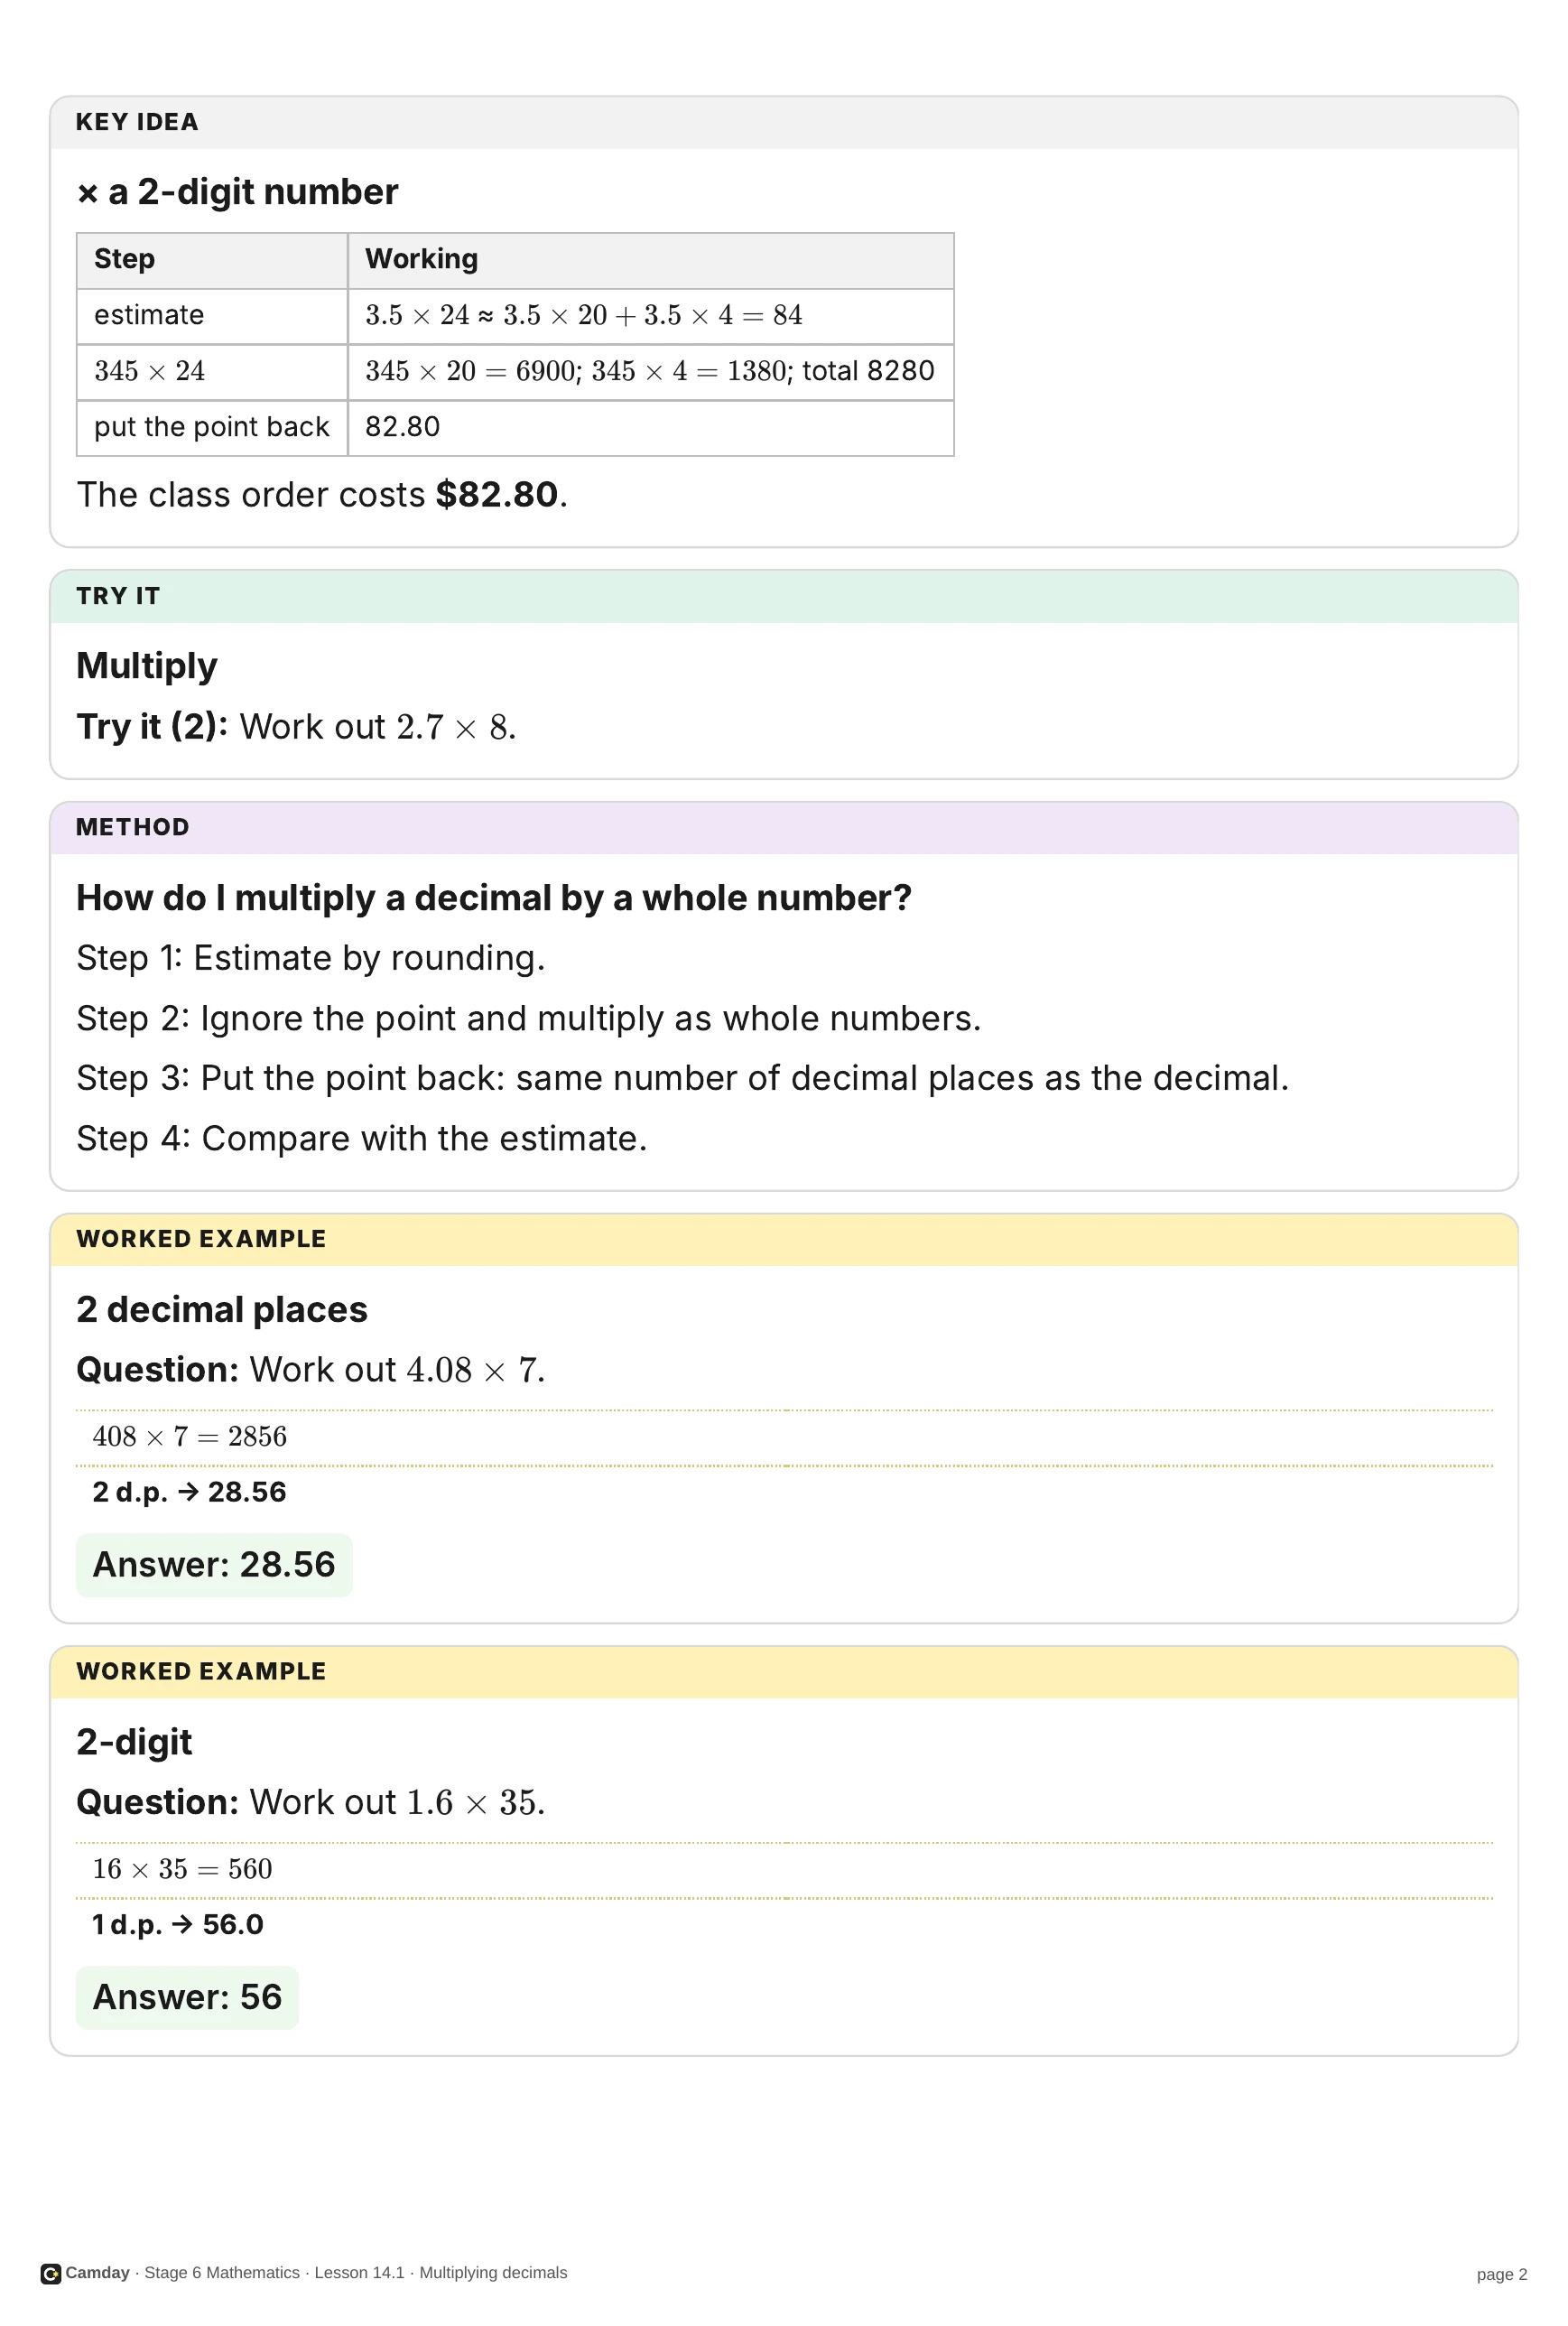 KEY IDEA
× a 2-digit number
Step Working
estimate 3.5 × 24 ≈ 3.5 × 20 + 3.5 × 4 = 84
345 × 24 345 × 20 = 6900; 345 × 4 = 1380; total 8280
put the point back 82.80
The class order costs $82.80.
TRY IT
Multiply
Try it (2): Work out 2.7 × 8.
METHOD
How do I multiply a decimal by a whole number?
Step 1: Estimate by rounding.
Step 2: Ignore the point and multiply as whole numbers.
Step 3: Put the point back: same number of decimal places as the decimal.
Step 4: Compare with the estimate.
WORKED EXAMPLE
2 decimal places
Question: Work out 4.08 × 7.
408 × 7 = 2856
2 d.p. → 28.56
Answer: 28.56
WORKED EXAMPLE
2-digit
Question: Work out 1.6 × 35.
16 × 35 = 560
1 d.p. → 56.0
Answer: 56
Camday · Stage 6 Mathematics · Lesson 14.1 · Multiplying decimals page 2